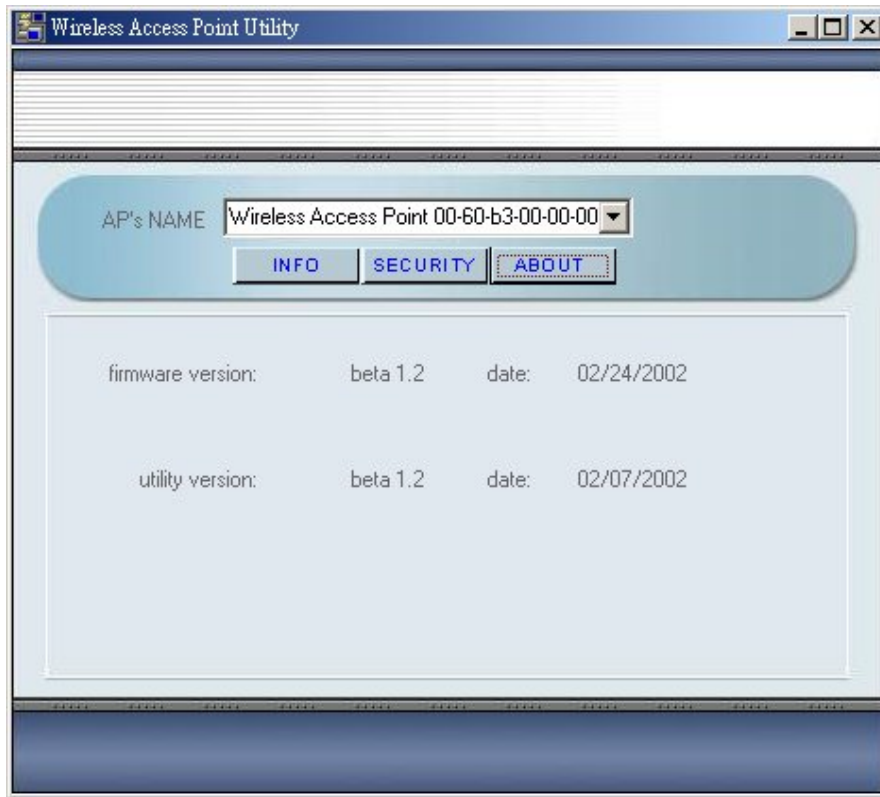 Wireless Access Point Utility
AP's NAME Wireless Access Point 00-60-b3-00-00-00
INFO SECURITY ABOUT
firmware version: beta 1.2 date: 02/24/2002
utility version: beta 1.2 date: 02/07/2002